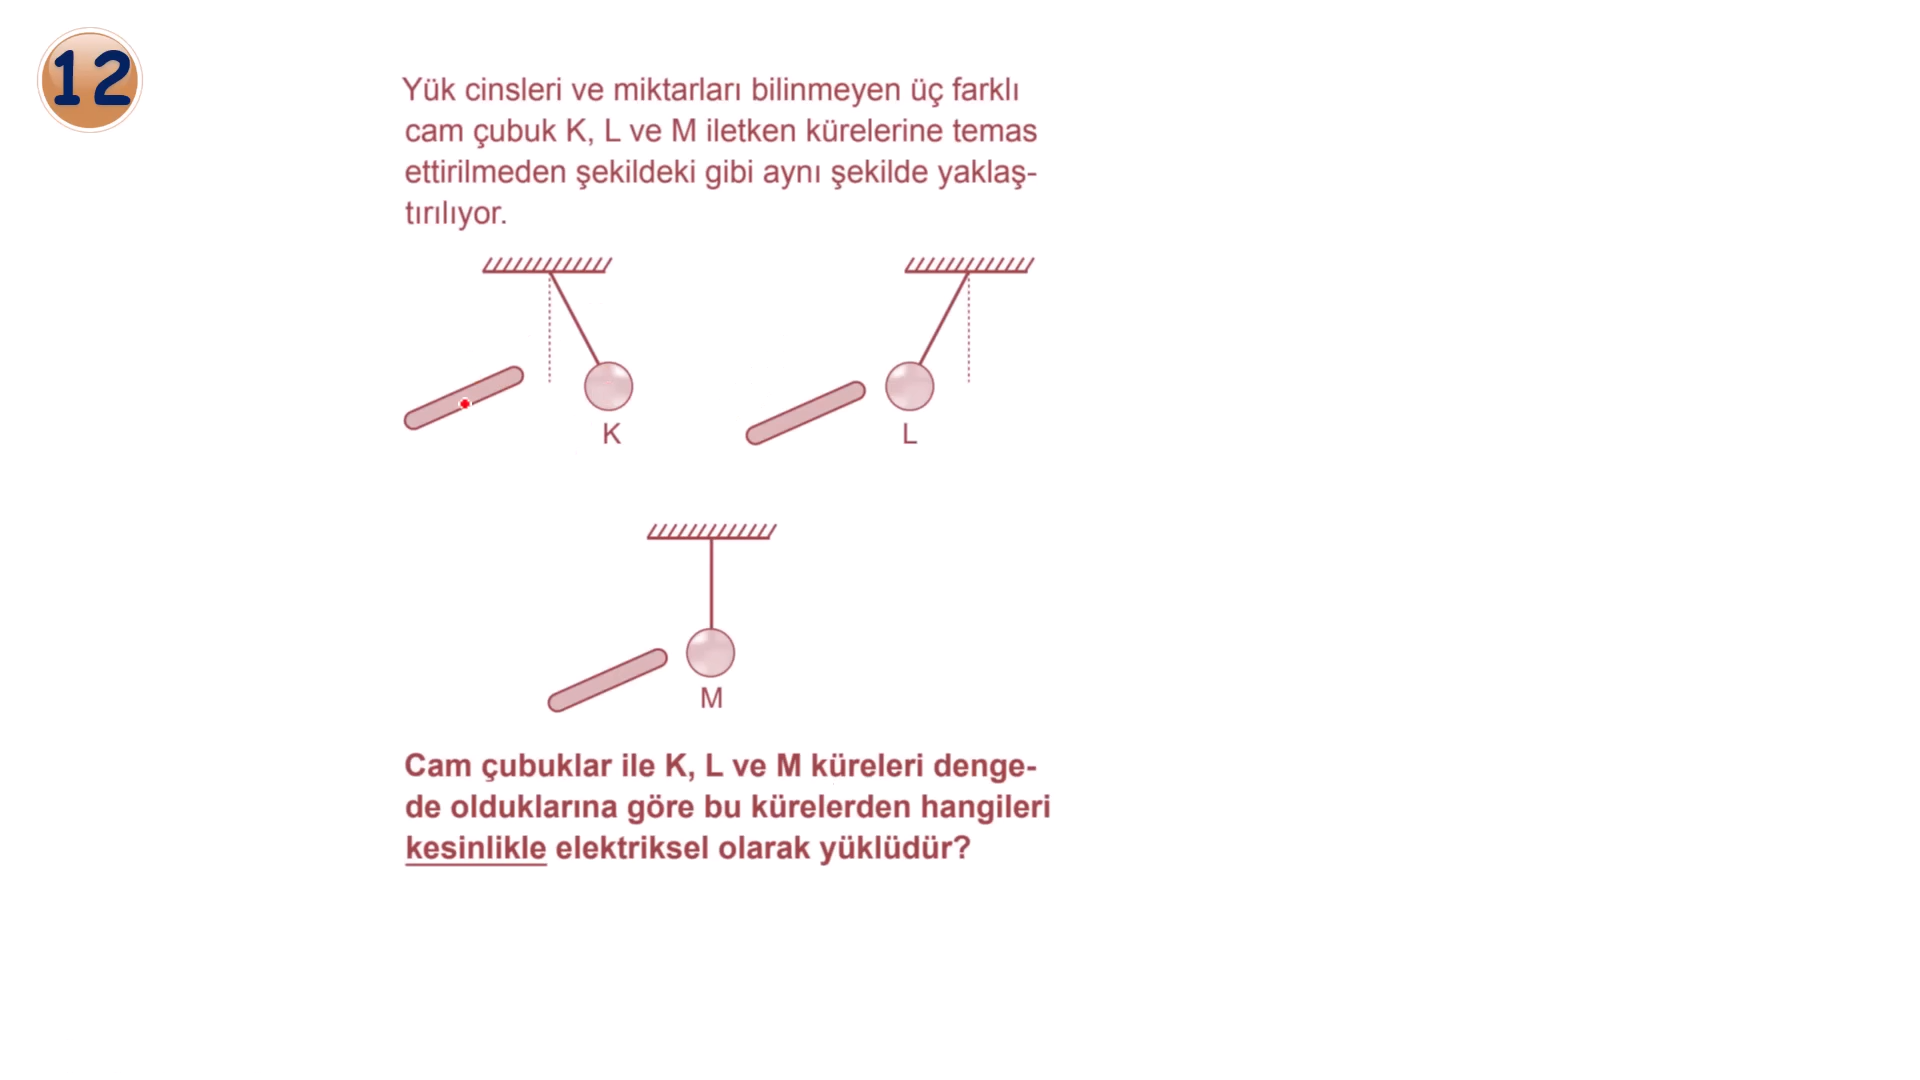 12
Yük cinsleri ve miktarları bilinmeyen üç farklı
cam çubuk K, L ve M iletken kürelerine temas
ettirilmeden şekildeki gibi aynı şekilde yaklaş-
tırılıyor.
K
L
M
Cam çubuklar ile K, L ve M küreleri denge-
de olduklarına göre bu kürelerden hangileri
kesinlikle elektriksel olarak yüklüdür?